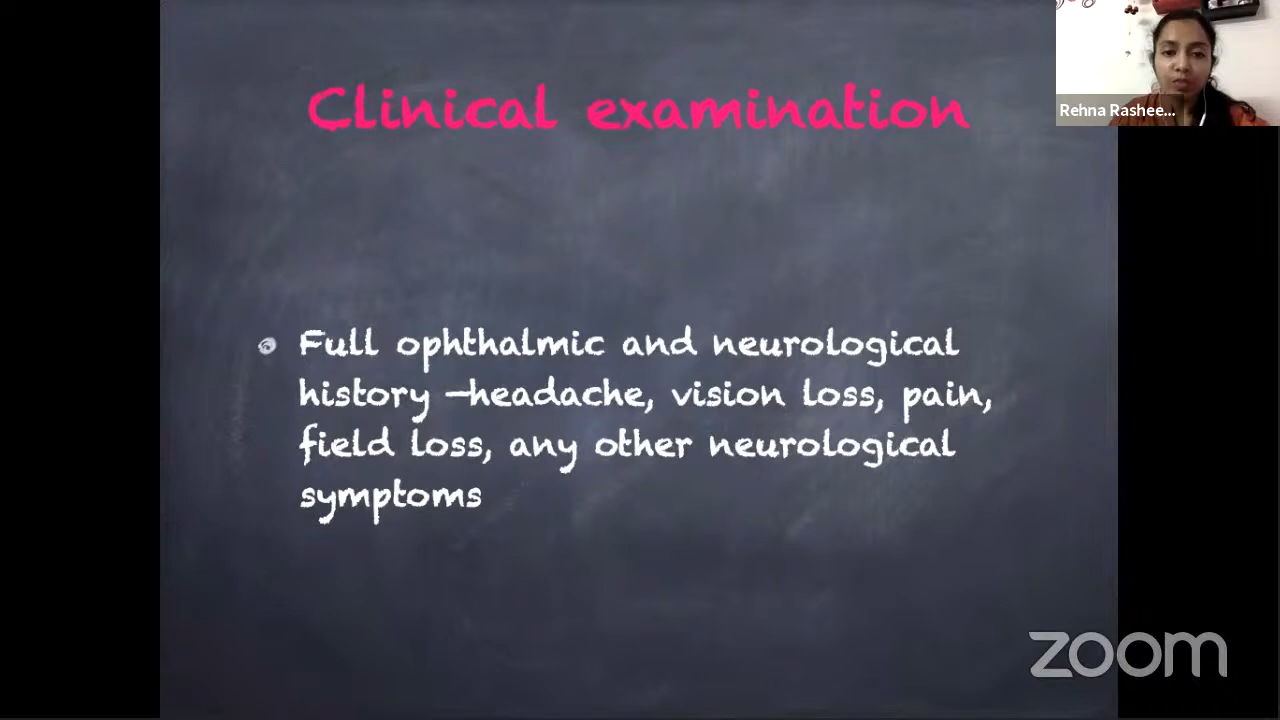 Clinical examination
Rehna Rashee...
Full ophthalmic and neurological
history —headache, vision loss, pain,
field loss, any other neurological
symptoms
zoom